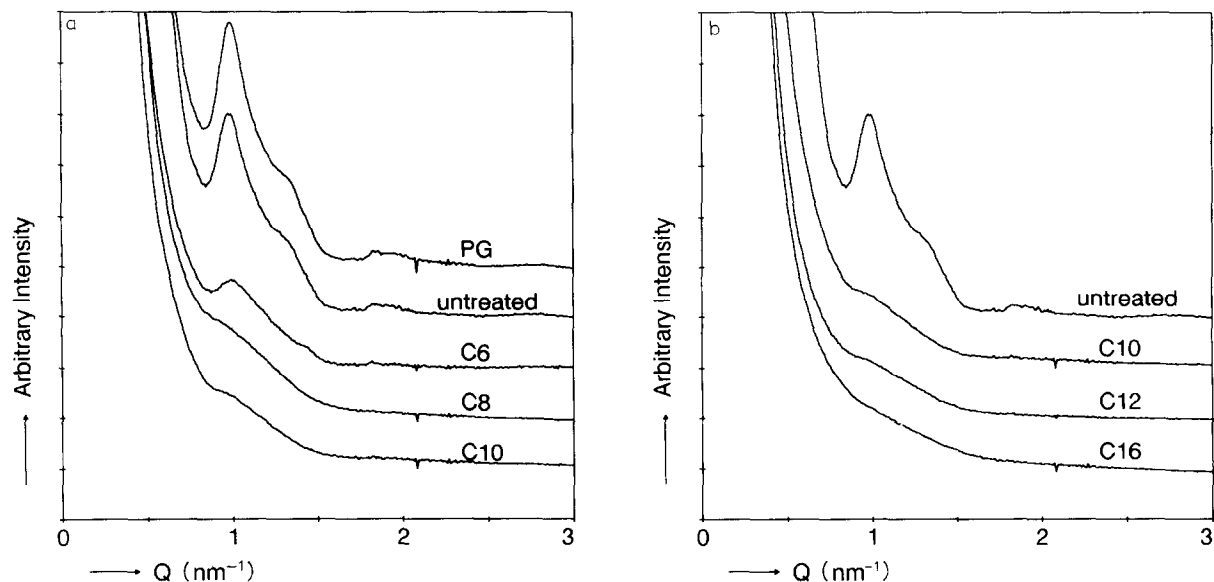 a
PG
untreated
C6
C8
C10
Arbitrary Intensity
0
1
2
3
Q (nm⁻¹)
b
untreated
C10
C12
C16
Arbitrary Intensity
0
1
2
3
Q (nm⁻¹)